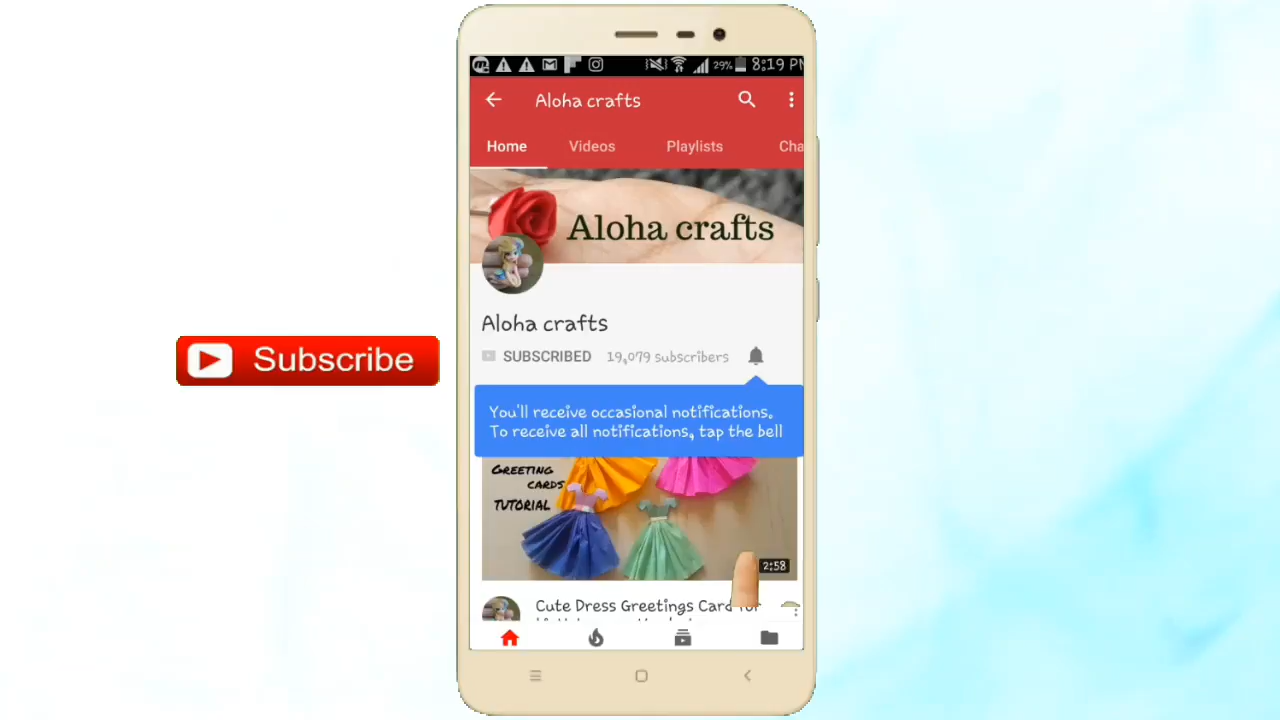 29% 8:19 PM
Aloha crafts
Home Videos Playlists Cha
Aloha crafts
Aloha crafts
SUBSCRIBED 19,079 subscribers
Subscribe
You'll receive occasional notifications.
To receive all notifications, tap the bell
GREETING
CARDS
TUTORIAL
2:58
Cute Dress Greetings Card for